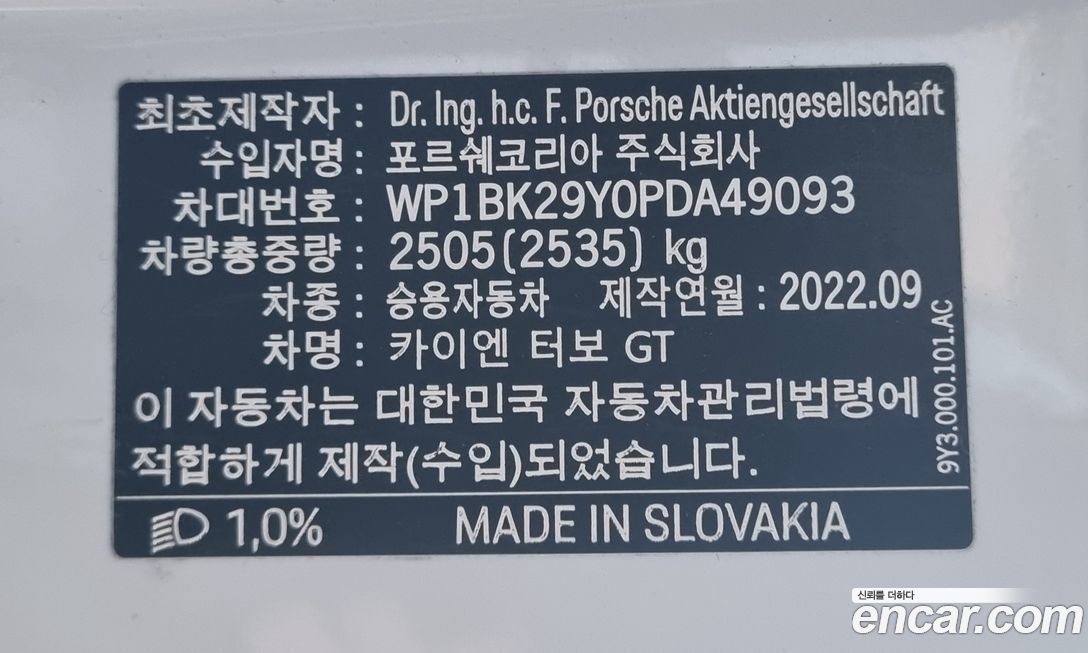 최초제작자 : Dr. Ing. h.c. F. Porsche Aktiengesellschaft
수입자명 : 포르쉐코리아 주식회사
차대번호 : WP1BK29Y0PDA49093
차량총중량 : 2505(2535) kg
차종 : 승용자동차 제작연월 : 2022.09
차명 : 카이엔 터보 GT
이 자동차는 대한민국 자동차관리법령에
적합하게 제작(수입)되었습니다.
9Y3.000.101.AC
1,0% MADE IN SLOVAKIA
신뢰를 더하다
encar.com